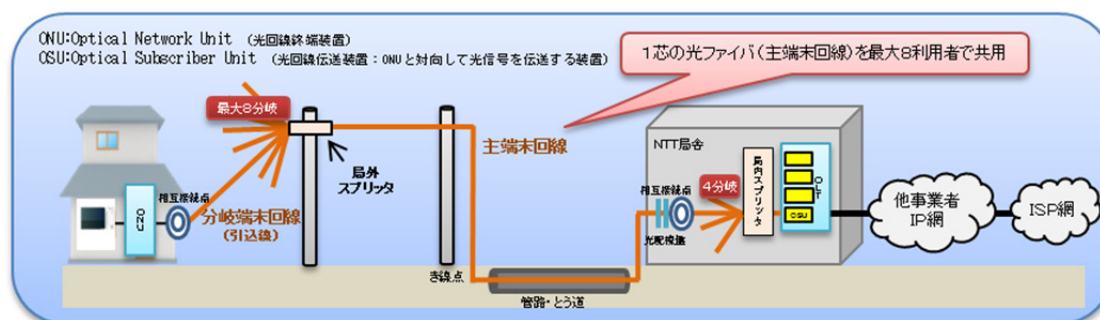 ONU:Optical Network Unit (光回線終端装置)
OSU:Optical Subscriber Unit (光回線伝送装置:ONUと対向して光信号を伝送する装置)
1芯の光ファイバ(主端末回線)を最大8利用者で共用
最大8分岐
局外
スプリッタ
主端末回線
相互接続点
ONU
分岐端末回線
(引込線)
き線点
管路・とう道
NTT局舎
相互接続点
光配線盤
4分岐
局内スプリッタ
OLT
OSU
他事業者
IP網
ISP網